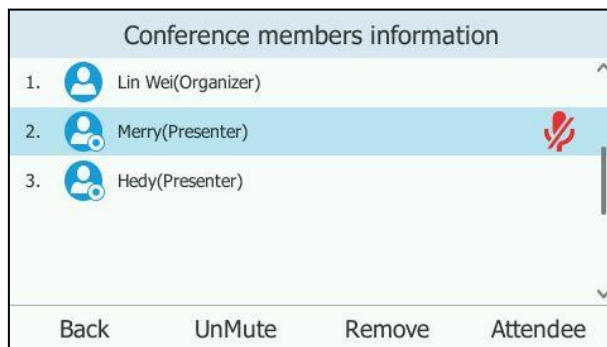 Conference members information
1. Lin Wei(Organizer)
2. Merry(Presenter)
3. Hedy(Presenter)
Back UnMute Remove Attendee